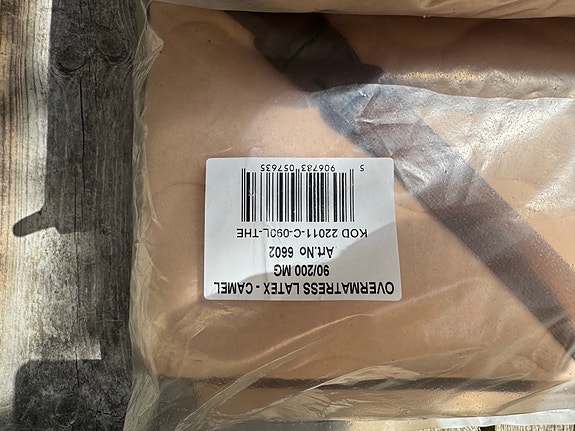 OVERMATRESS LATEX - CAMEL
90/200 MG
Art.No 6602
KOD 22011-C-090L-THE
5 906783 057635